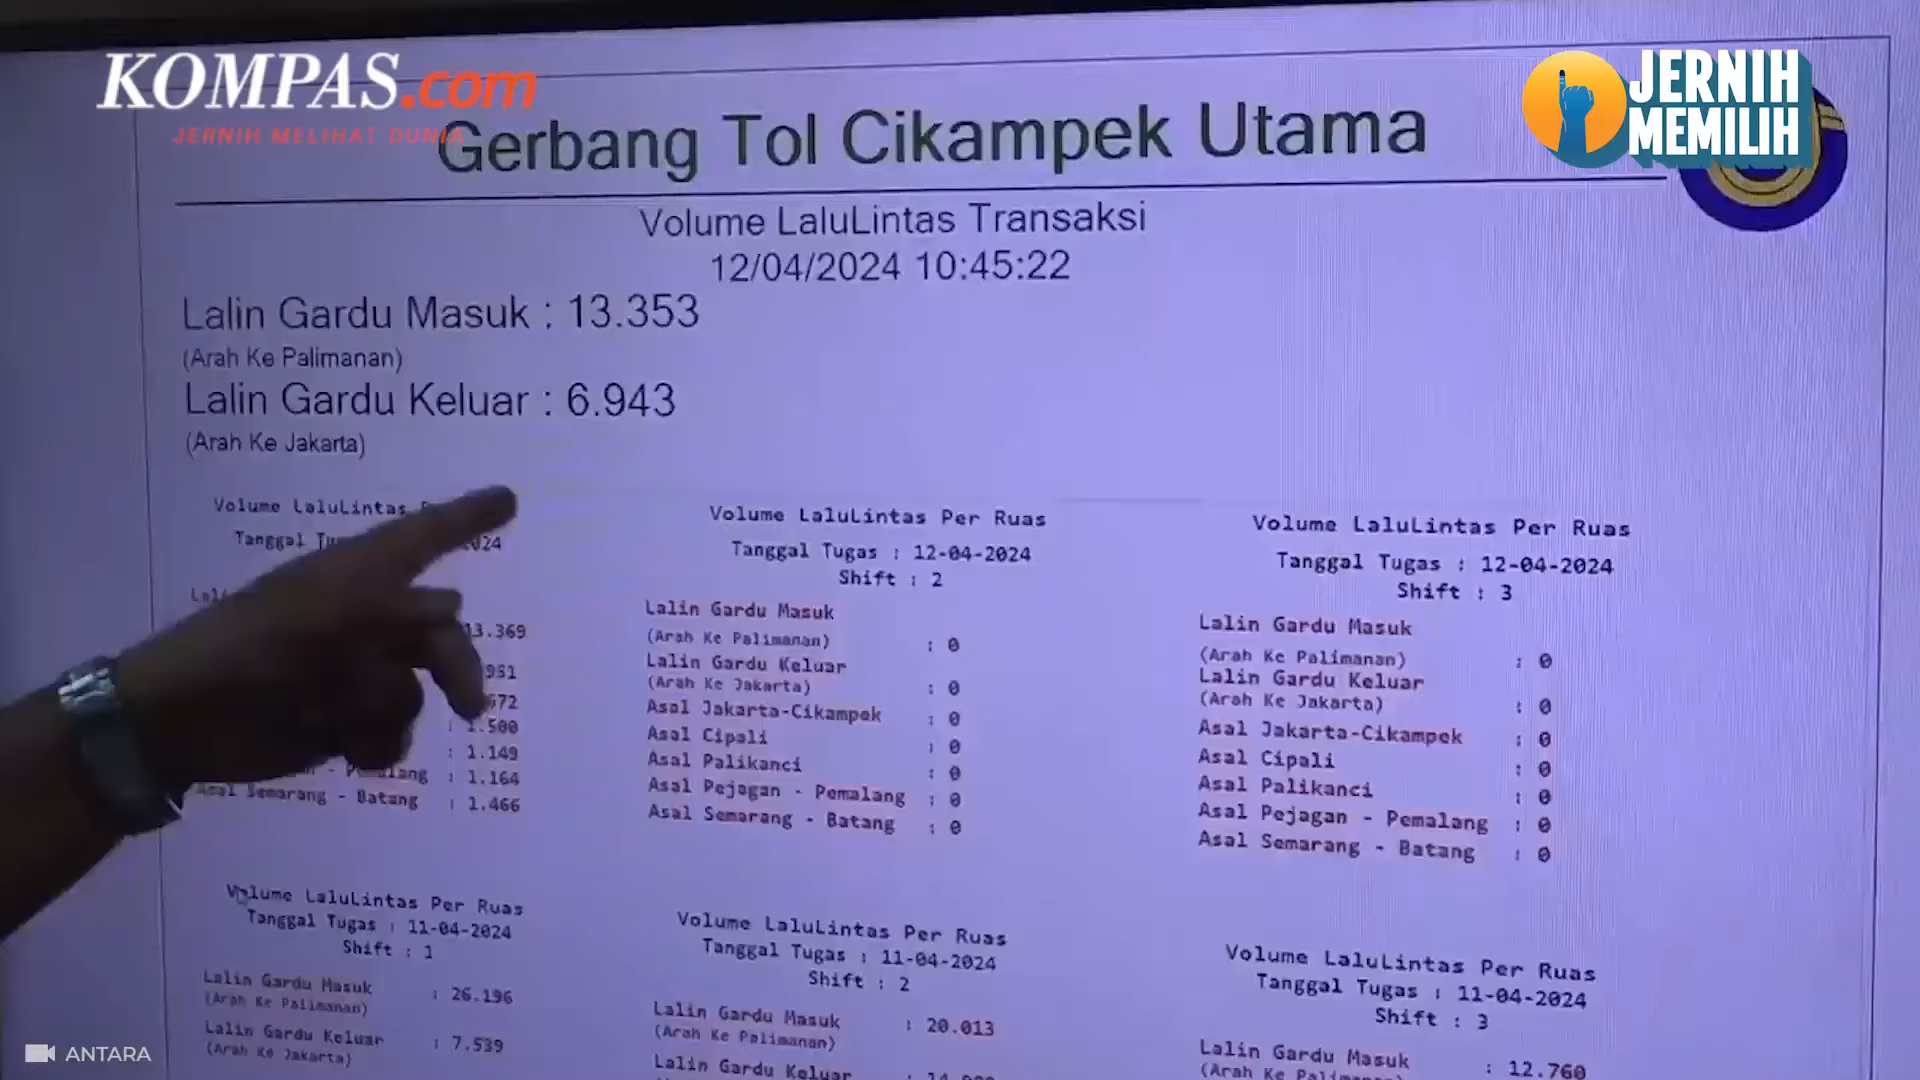 KOMPAS.com
JERNIH MELIHAT DUNIA
JERNIH
MEMILIH
Gerbang Tol Cikampek Utama
Volume LaluLintas Transaksi
12/04/2024 10:45:22
Lalin Gardu Masuk : 13.353
(Arah Ke Palimanan)
Lalin Gardu Keluar : 6.943
(Arah Ke Jakarta)
Volume LaluLintas
Tanggal
13.369
: 1.500
: 1.149
: 1.164
Asal Semarang - Batang : 1.466
Volume LaluLintas Per Ruas
Tanggal Tugas : 12-04-2024
Shift : 2
Lalin Gardu Masuk
(Arah Ke Palimanan) : 0
Lalin Gardu Keluar
(Arah Ke Jakarta) : 0
Asal Jakarta-Cikampek : 0
Asal Cipali : 0
Asal Palikanci : 0
Asal Pejagan - Pemalang : 0
Asal Semarang - Batang : 0
Volume LaluLintas Per Ruas
Tanggal Tugas : 12-04-2024
Shift : 3
Lalin Gardu Masuk
(Arah Ke Palimanan) : 0
Lalin Gardu Keluar
(Arah Ke Jakarta) : 0
Asal Jakarta-Cikampek : 0
Asal Cipali : 0
Asal Palikanci : 0
Asal Pejagan - Pemalang : 0
Asal Semarang - Batang : 0
Volume LaluLintas Per Ruas
Tanggal Tugas : 11-04-2024
Shift : 1
Lalin Gardu Masuk : 26.196
(Arah Ke Palimanan)
Lalin Gardu Keluar : 7.539
(Arah Ke Jakarta)
Volume LaluLintas Per Ruas
Tanggal Tugas : 11-04-2024
Shift : 2
Lalin Gardu Masuk : 20.013
(Arah Ke Palimanan)
Lalin Gardu Keluar
Volume LaluLintas Per Ruas
Tanggal Tugas : 11-04-2024
Shift : 3
Lalin Gardu Masuk : 12.760
(Arah Ke Palimanan)
ANTARA